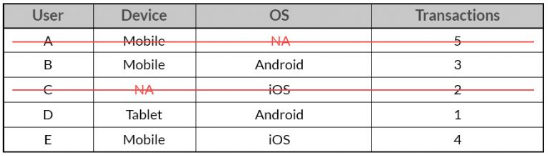 User Device OS Transactions
A Mobile NA 5
B Mobile Android 3
C NA iOS 2
D Tablet Android 1
E Mobile iOS 4